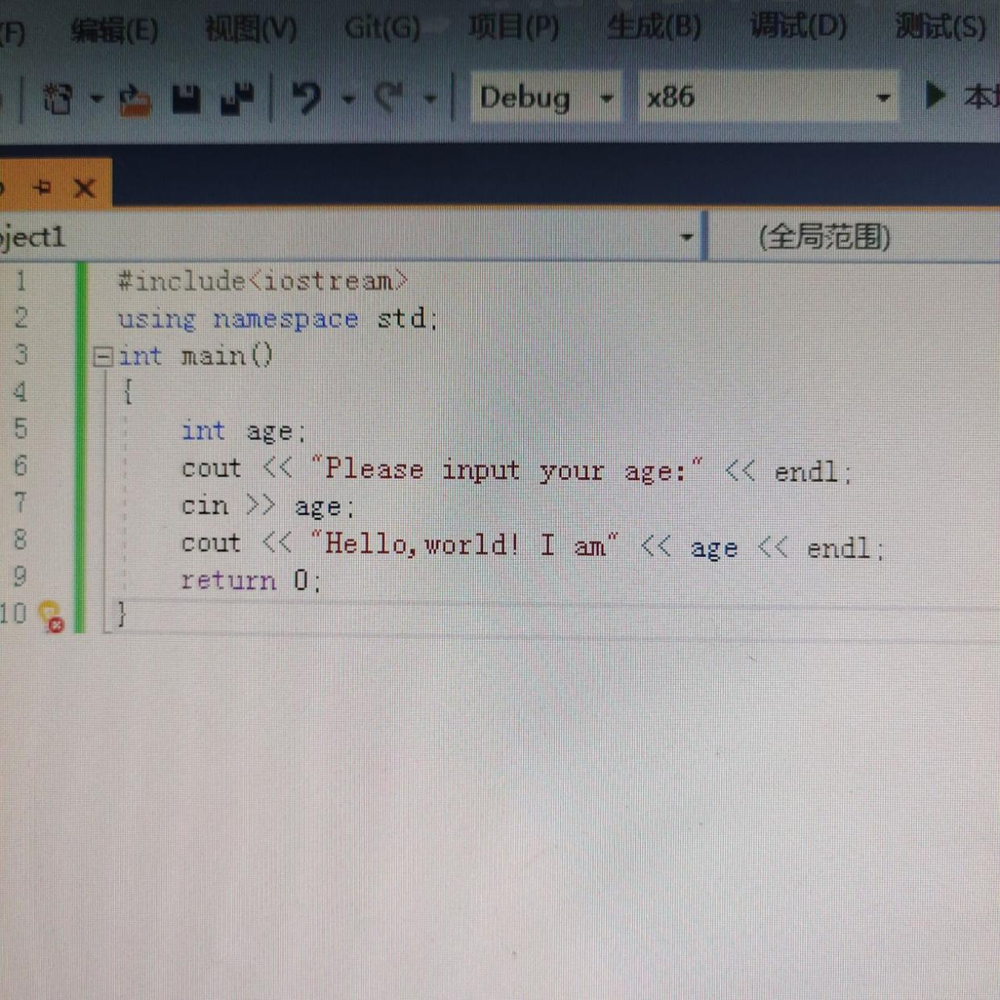 (F) 编辑(E) 视图(V) Git(G) 项目(P) 生成(B) 调试(D) 测试(S)
Debug x86 本地
ject1 (全局范围)
1 #include<iostream>
2 using namespace std;
3 int main()
4 {
5 int age;
6 cout << "Please input your age:" << endl;
7 cin >> age;
8 cout << "Hello,world! I am" << age << endl;
9 return 0;
10 }